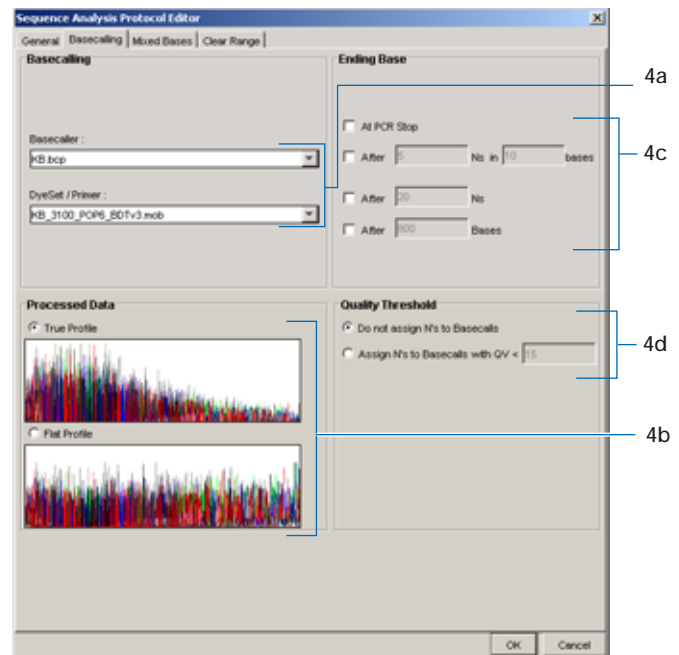 Sequence Analysis Protocol Editor
General Basecalling Mixed Bases Clear Range
Basecalling
Basecaller :
KB.bcp
DyeSet / Primer :
KB_3100_POP6_BDTv3.mob
Ending Base
At PCR Stop
After 5 Ns in 10 bases
After 20 Ns
After 800 Bases
4a
4c
Processed Data
True Profile
Flat Profile
4b
Quality Threshold
Do not assign N's to Basecalls
Assign N's to Basecalls with QV < 15
4d
OK Cancel